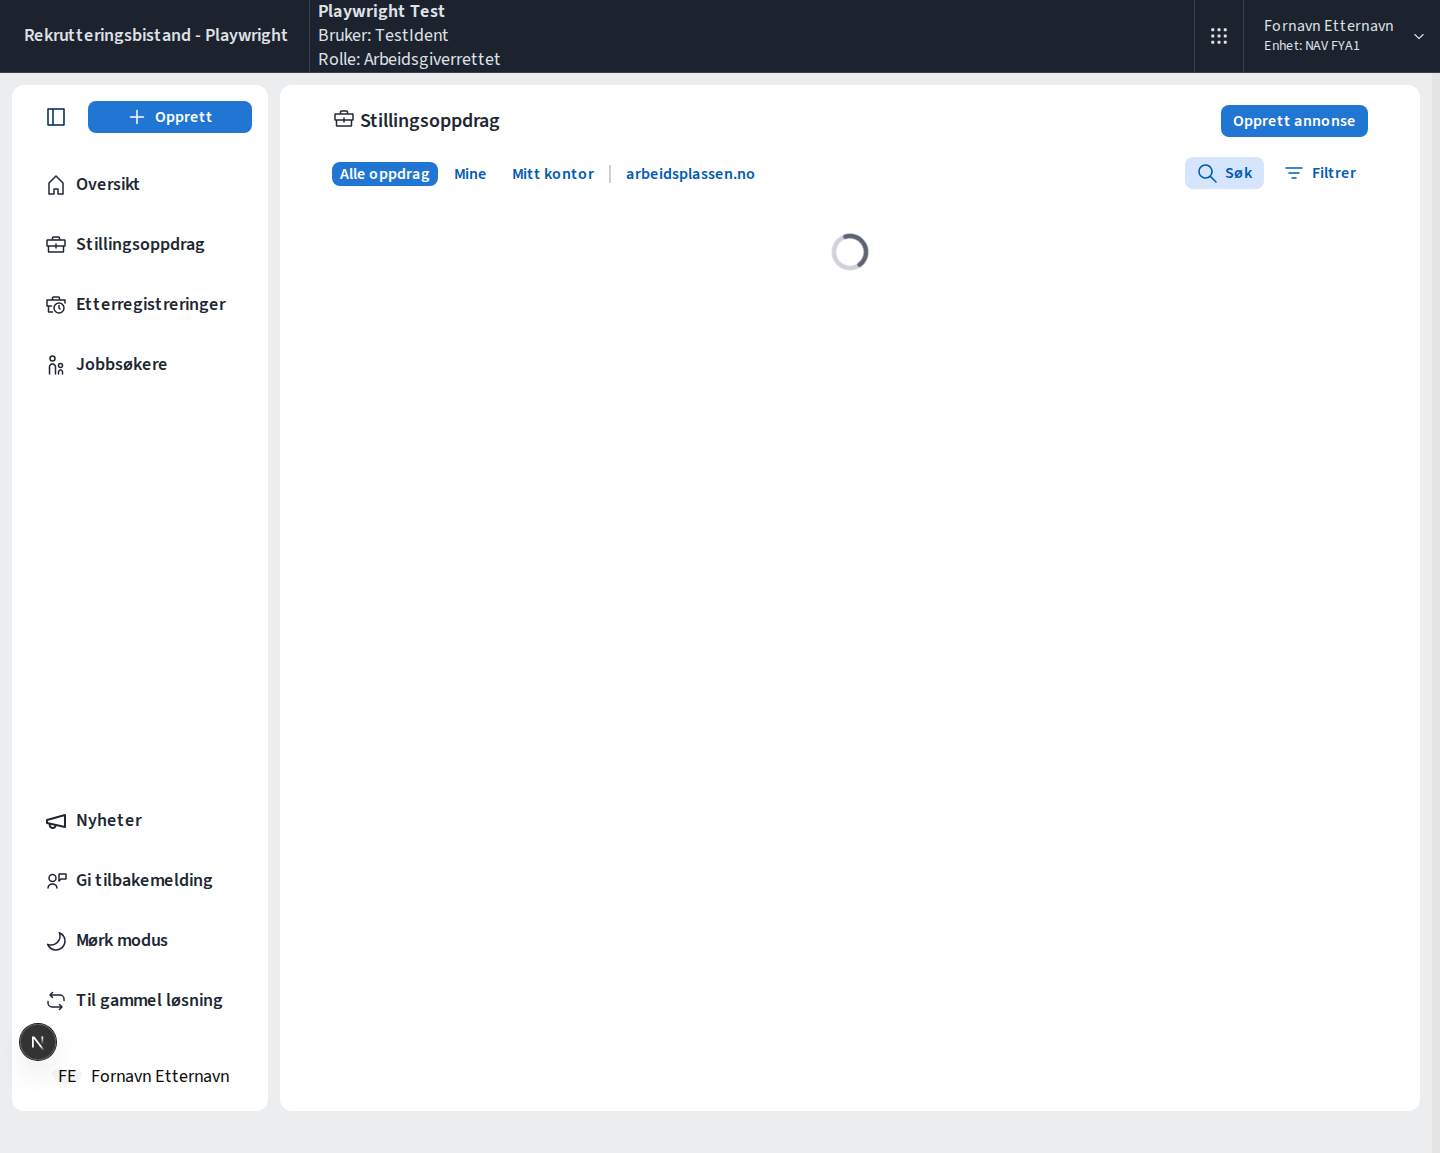 Rekrutteringsbistand - Playwright
Playwright Test
Bruker: TestIdent
Rolle: Arbeidsgiverrettet
Fornavn Etternavn
Enhet: NAV FYA1
Opprett
Oversikt
Stillingsoppdrag
Etterregistreringer
Jobbsøkere
Nyheter
Gi tilbakemelding
Mørk modus
Til gammel løsning
N
FE Fornavn Etternavn
Stillingsoppdrag
Opprett annonse
Alle oppdrag Mine Mitt kontor arbeidsplassen.no
Søk Filtrer